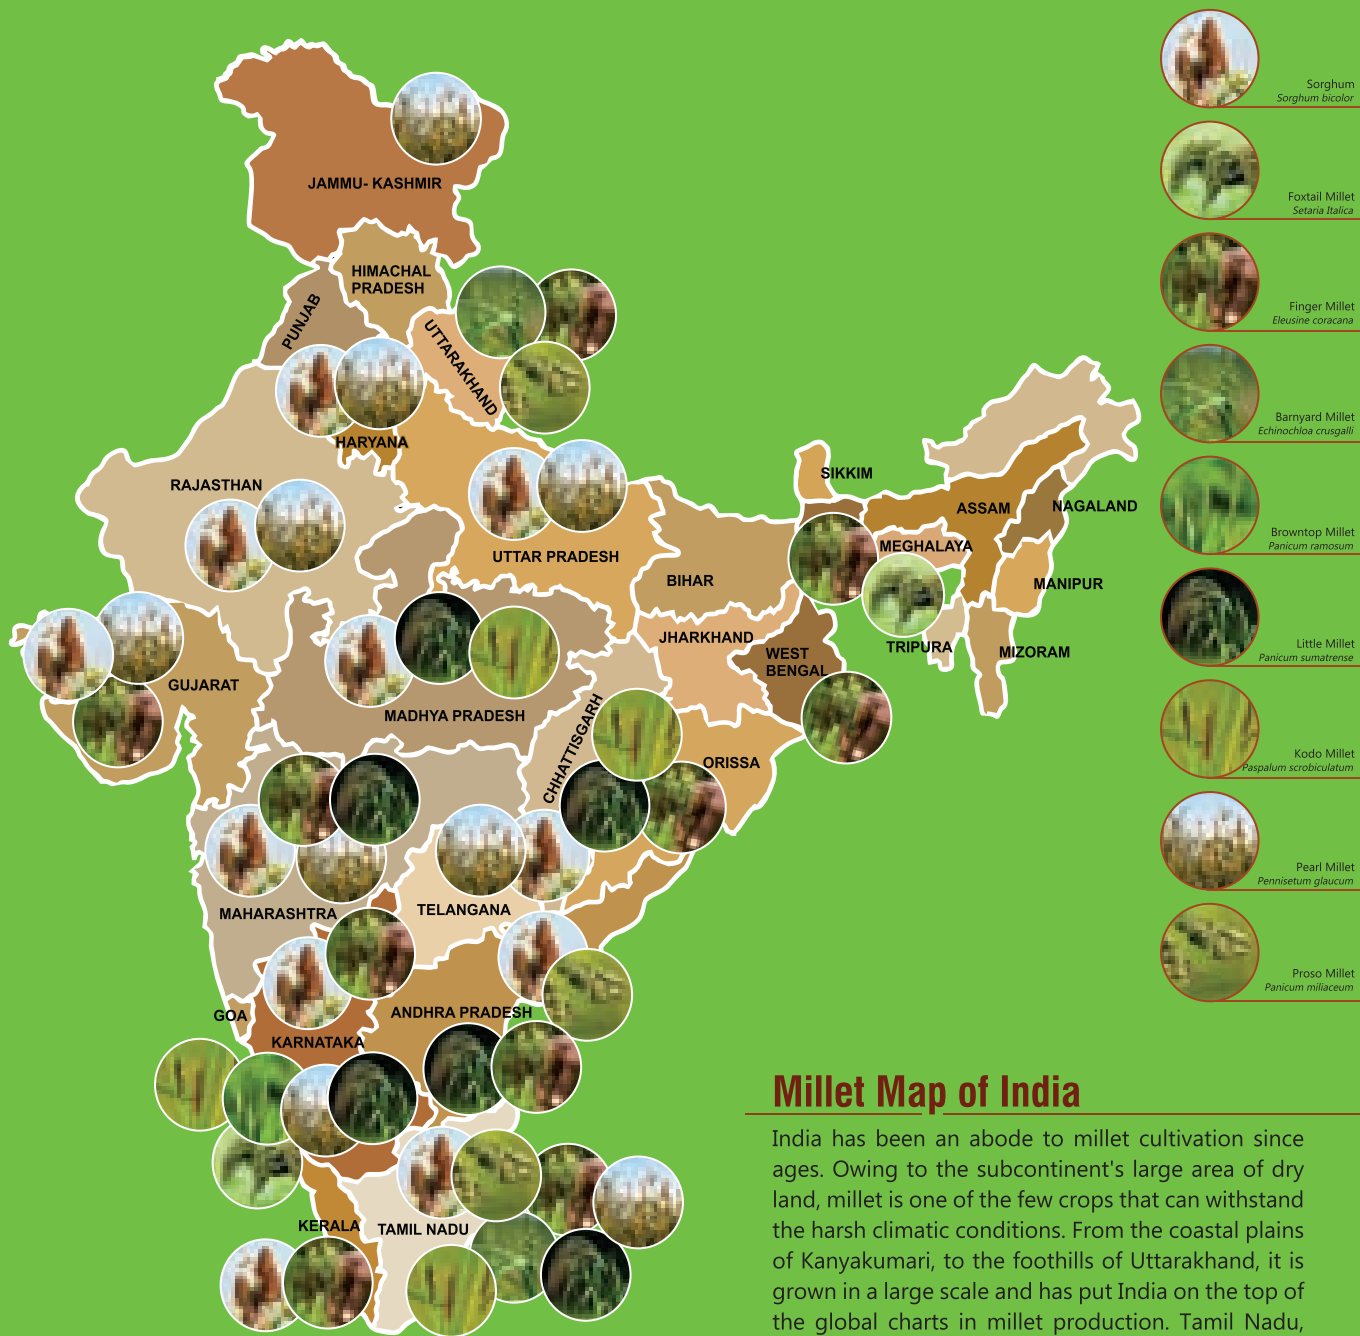 JAMMU- KASHMIR
HIMACHAL
PRADESH
PUNJAB
UTTARAKHAND
HARYANA
RAJASTHAN
UTTAR PRADESH
SIKKIM
ASSAM
NAGALAND
MEGHALAYA
BIHAR
MANIPUR
JHARKHAND
TRIPURA
MIZORAM
WEST
BENGAL
GUJARAT
MADHYA PRADESH
CHHATTISGARH
ORISSA
MAHARASHTRA
TELANGANA
GOA
KARNATAKA
ANDHRA PRADESH
KERALA
TAMIL NADU
Sorghum
Sorghum bicolor
Foxtail Millet
Setaria Italica
Finger Millet
Eleusine coracana
Barnyard Millet
Echinochloa crusgalli
Browntop Millet
Panicum ramosum
Little Millet
Panicum sumatrense
Kodo Millet
Paspalum scrobiculatum
Pearl Millet
Pennisetum glaucum
Proso Millet
Panicum miliaceum
Millet Map of India
India has been an abode to millet cultivation since
ages. Owing to the subcontinent's large area of dry
land, millet is one of the few crops that can withstand
the harsh climatic conditions. From the coastal plains
of Kanyakumari, to the foothills of Uttarakhand, it is
grown in a large scale and has put India on the top of
the global charts in millet production. Tamil Nadu,